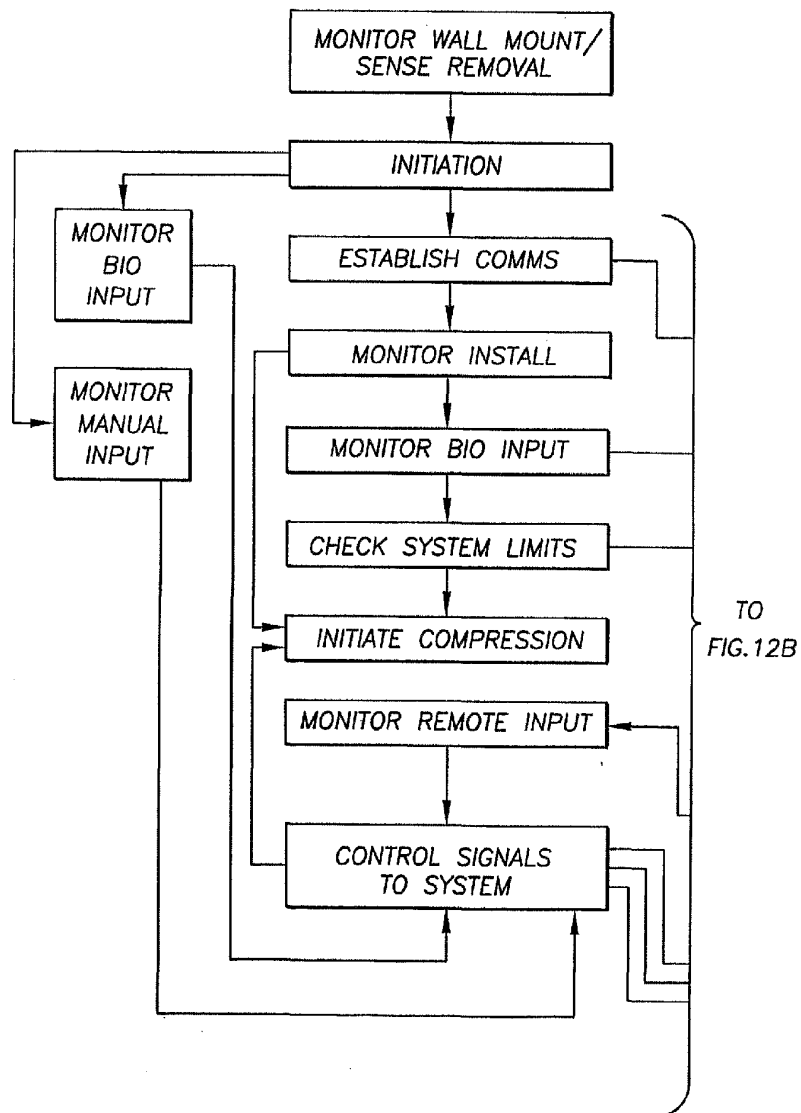 MONITOR WALL MOUNT/
SENSE REMOVAL
INITIATION
MONITOR
BIO
INPUT
ESTABLISH COMMS
MONITOR INSTALL
MONITOR
MANUAL
INPUT
MONITOR BIO INPUT
CHECK SYSTEM LIMITS
INITIATE COMPRESSION
TO
FIG.12B
MONITOR REMOTE INPUT
CONTROL SIGNALS
TO SYSTEM